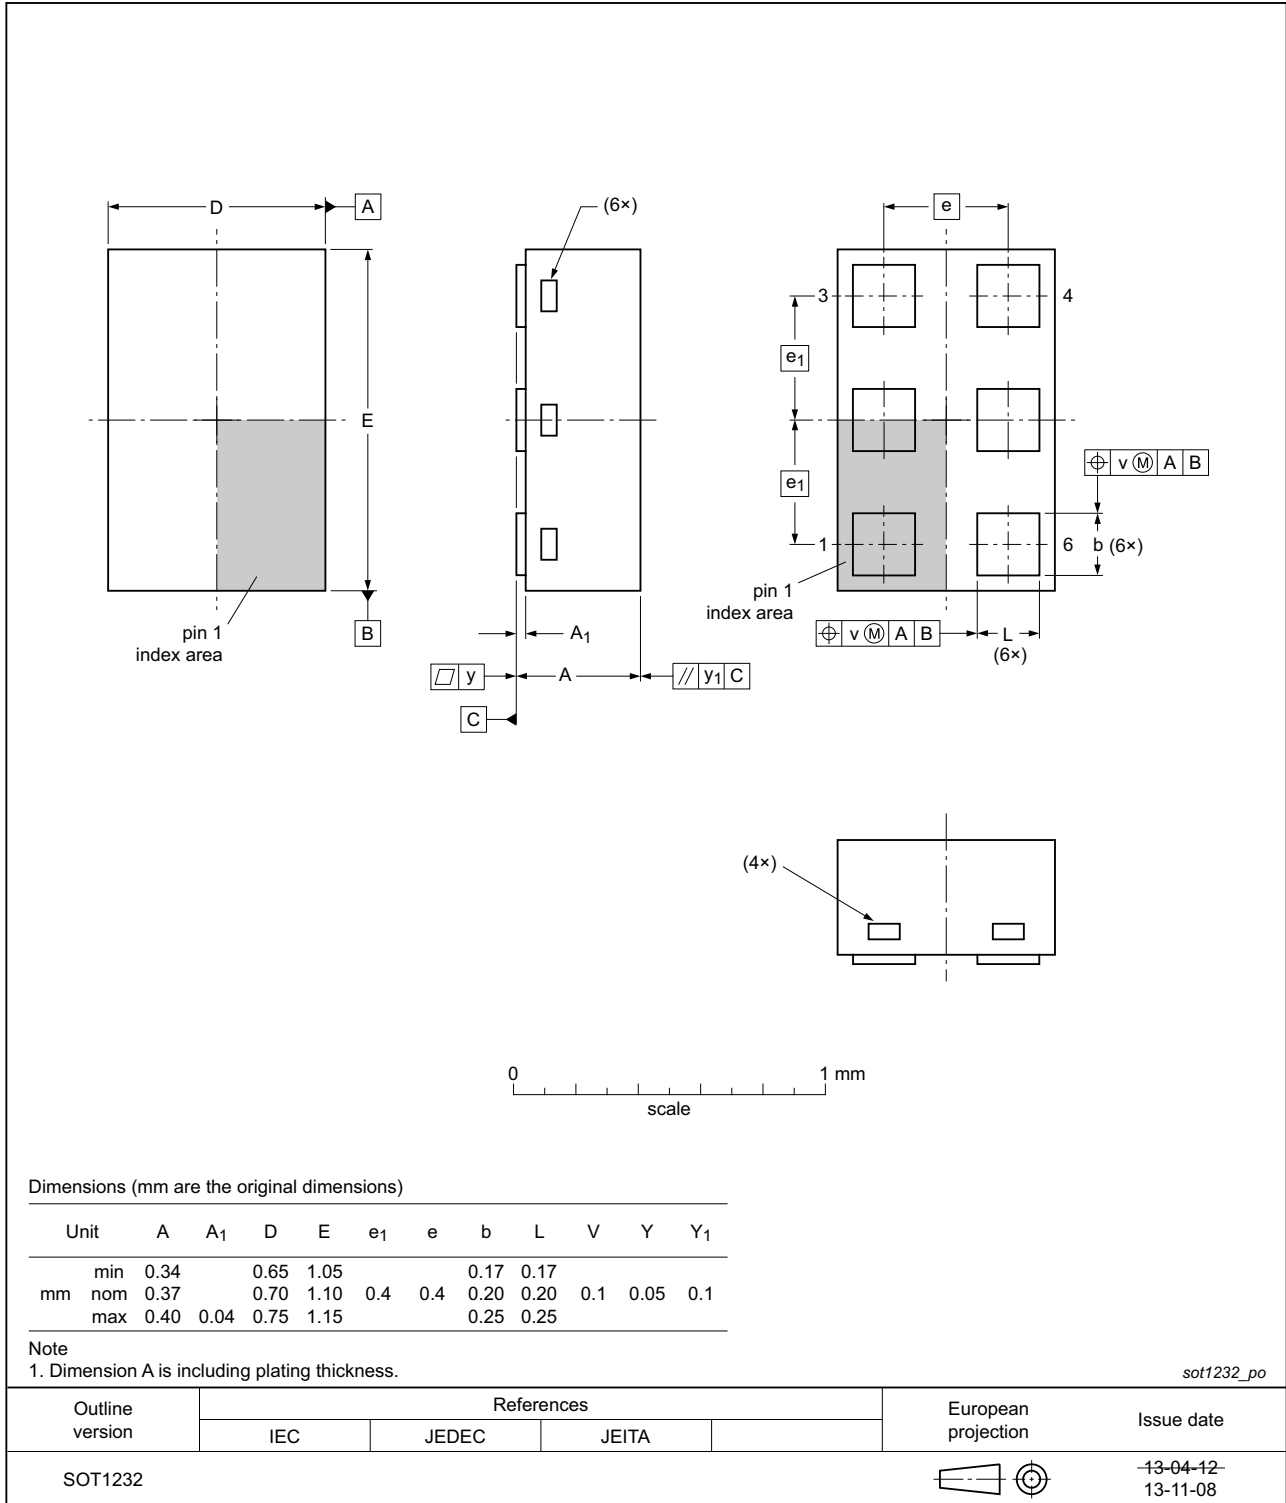 D A
(6×)
e
3 4
e1
E
e1
v M A B
1 6 b (6×)
pin 1
index area
pin 1
index area
B
A1
v M A B L
(6×)
y A // y1 C
C
(4×)
0 1 mm
scale
Dimensions (mm are the original dimensions)
Unit A A1 D E e1 e b L V Y Y1
min 0.34 0.65 1.05 0.17 0.17
mm nom 0.37 0.70 1.10 0.4 0.4 0.20 0.20 0.1 0.05 0.1
max 0.40 0.04 0.75 1.15 0.25 0.25
Note
1. Dimension A is including plating thickness.
sot1232_po
Outline
version
References
IEC JEDEC JEITA
European
projection
Issue date
SOT1232
13-04-12
13-11-08